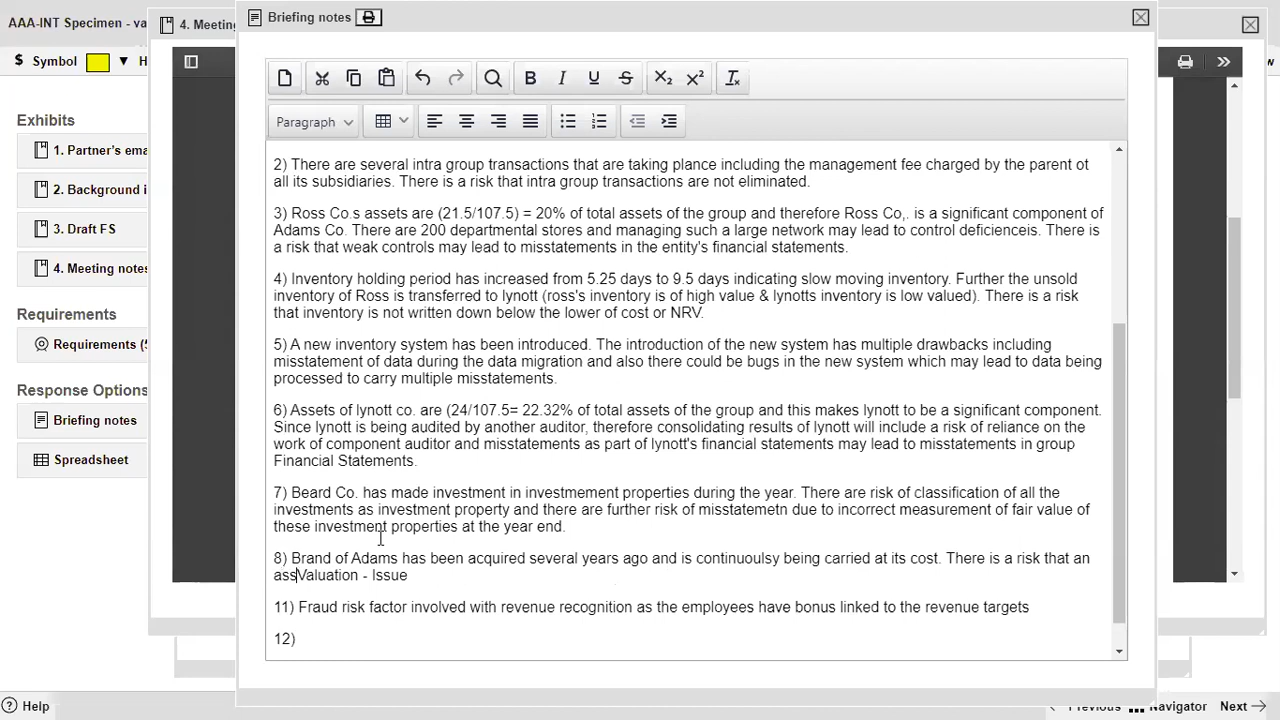 AAA-INT Specimen - va
4. Meetin
Briefing notes
$ Symbol
Paragraph
Exhibits
1. Partner's ema
2. Background i
3. Draft FS
4. Meeting notes
Requirements
Requirements (5
Response Options
Briefing notes
Spreadsheet
2) There are several intra group transactions that are taking plance including the management fee charged by the parent ot
all its subsidiaries. There is a risk that intra group transactions are not eliminated.
3) Ross Co.s assets are (21.5/107.5) = 20% of total assets of the group and therefore Ross Co,. is a significant component of
Adams Co. There are 200 departmental stores and managing such a large network may lead to control deficienceis. There is
a risk that weak controls may lead to misstatements in the entity's financial statements.
4) Inventory holding period has increased from 5.25 days to 9.5 days indicating slow moving inventory. Further the unsold
inventory of Ross is transferred to lynott (ross's inventory is of high value & lynotts inventory is low valued). There is a risk
that inventory is not written down below the lower of cost or NRV.
5) A new inventory system has been introduced. The introduction of the new system has multiple drawbacks including
misstatement of data during the data migration and also there could be bugs in the new system which may lead to data being
processed to carry multiple misstatements.
6) Assets of lynott co. are (24/107.5= 22.32% of total assets of the group and this makes lynott to be a significant component.
Since lynott is being audited by another auditor, therefore consolidating results of lynott will include a risk of reliance on the
work of component auditor and misstatements as part of lynott's financial statements may lead to misstatements in group
Financial Statements.
7) Beard Co. has made investment in investmement properties during the year. There are risk of classification of all the
investments as investment property and there are further risk of misstatemetn due to incorrect measurement of fair value of
these investment properties at the year end.
8) Brand of Adams has been acquired several years ago and is continuoulsy being carried at its cost. There is a risk that an
assValuation - Issue
11) Fraud risk factor involved with revenue recognition as the employees have bonus linked to the revenue targets
12)
Help
Previous
Navigator
Next